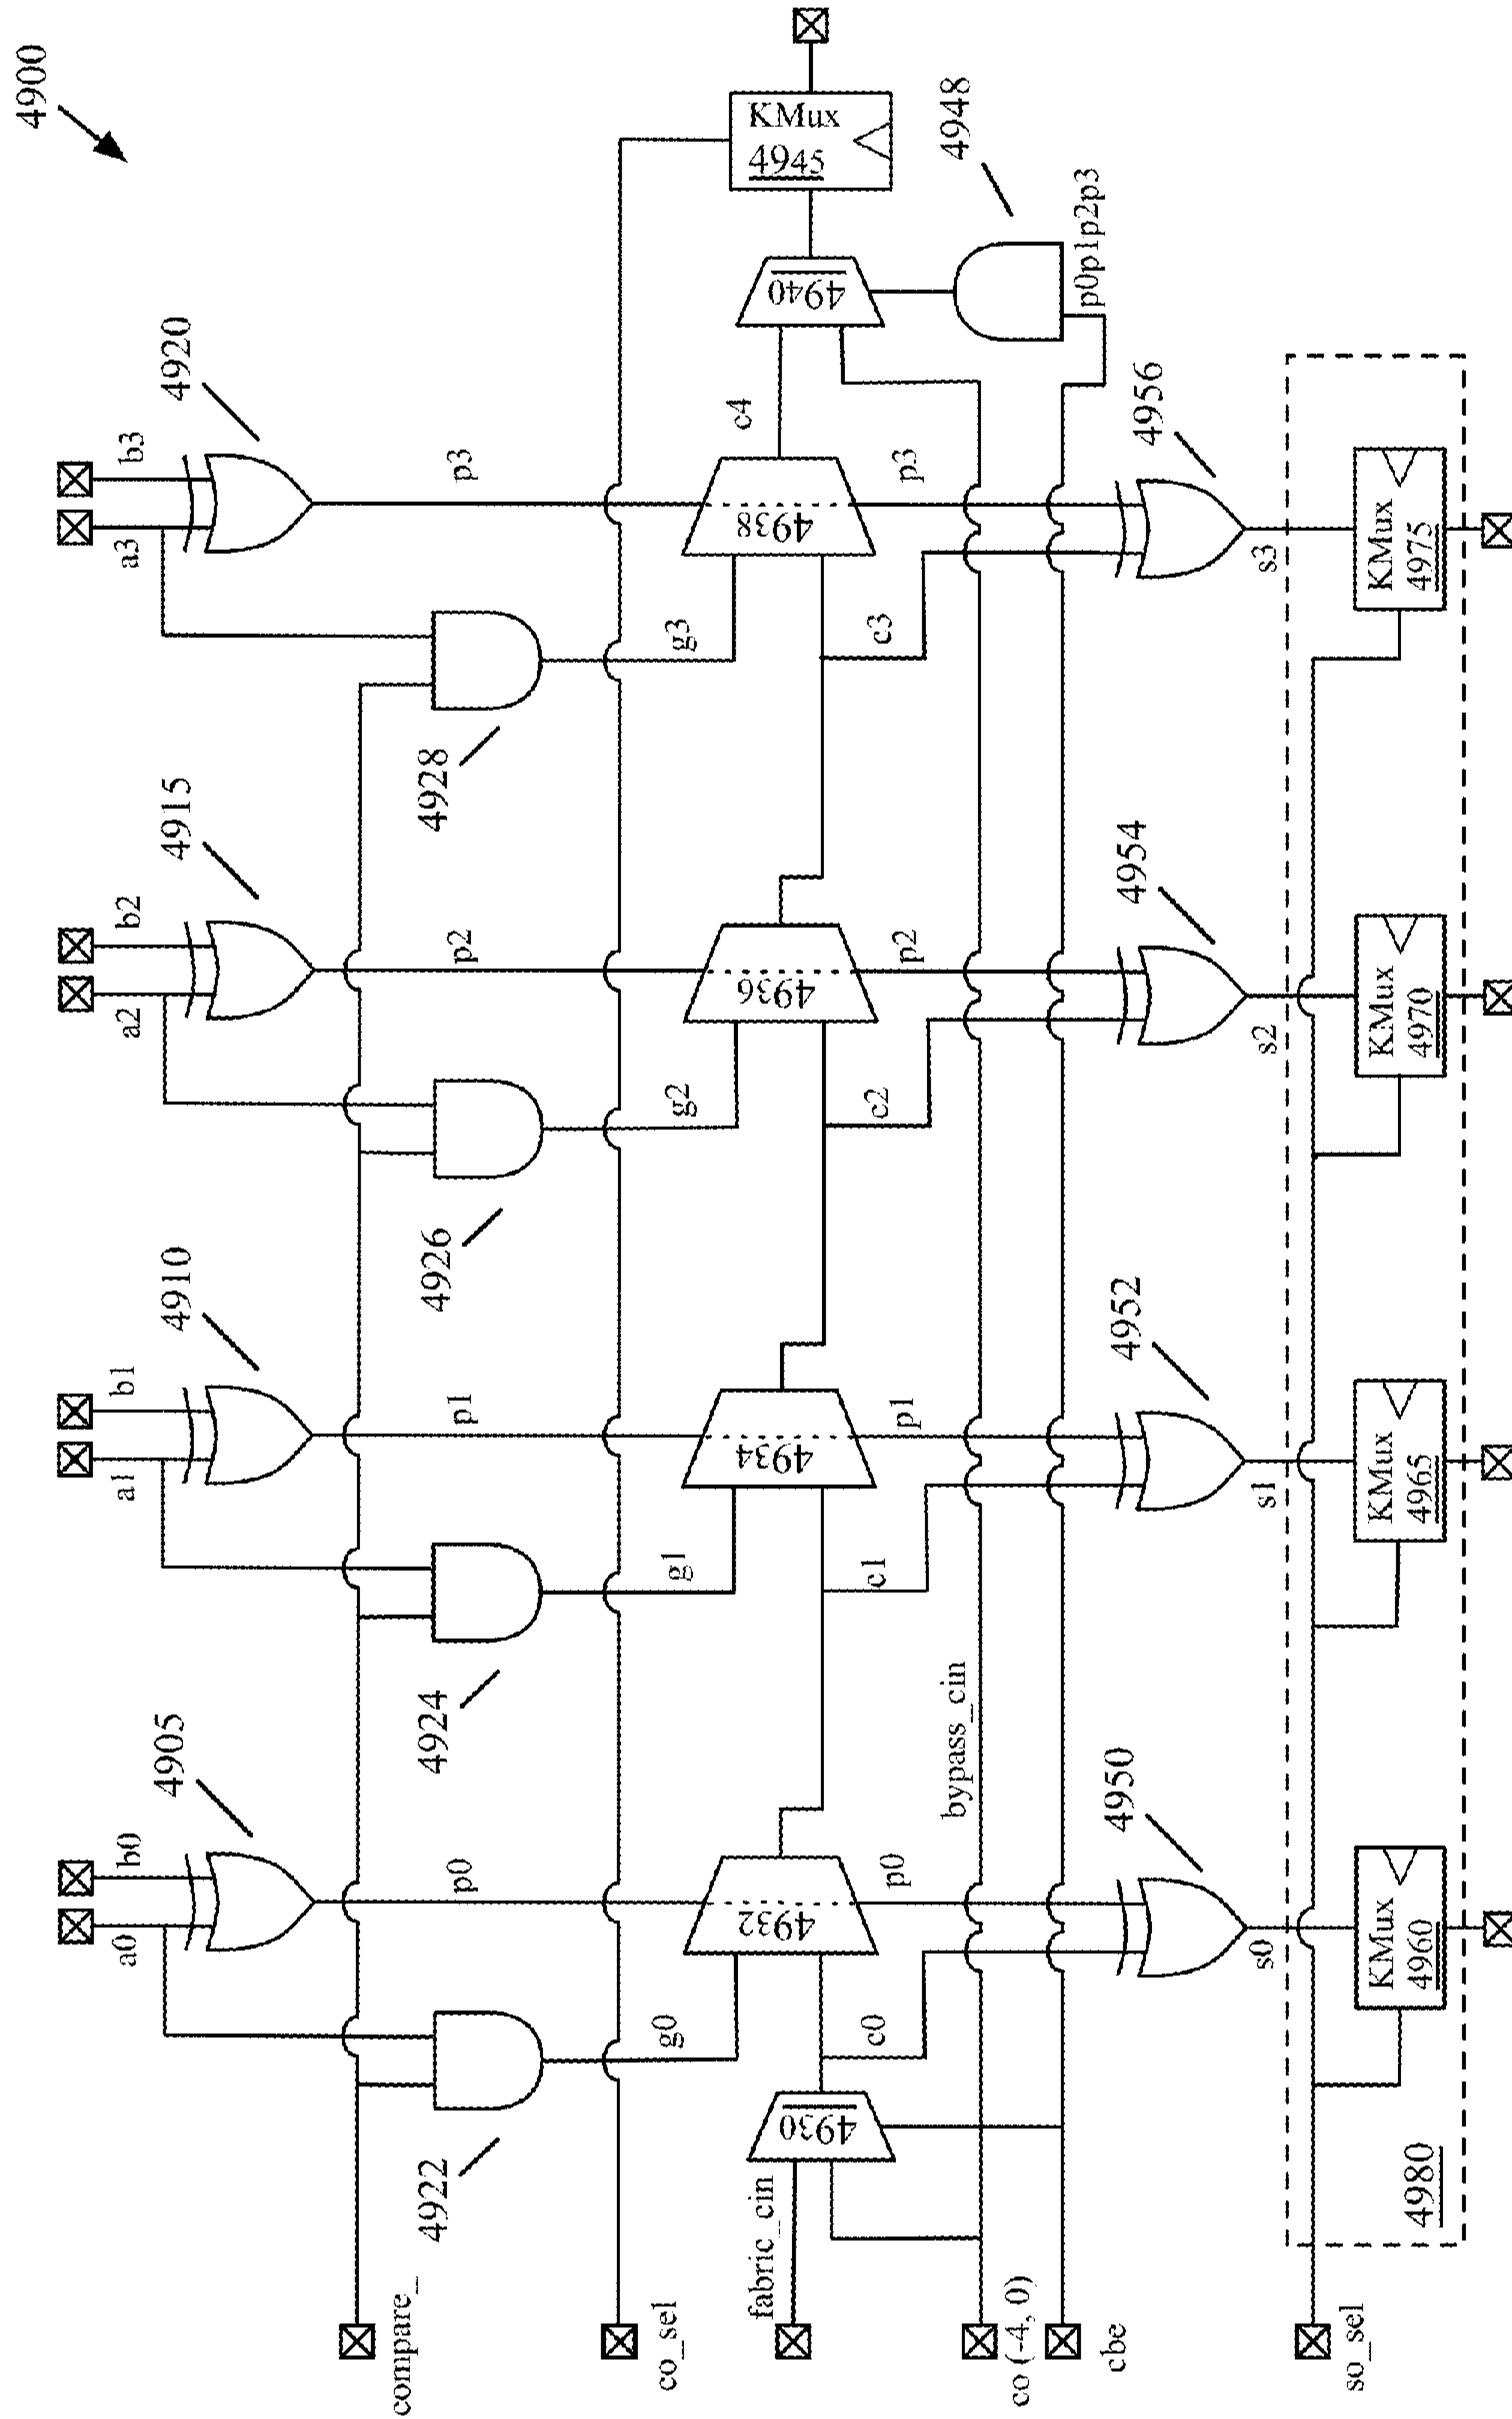 4900
b3
a3
4920
b2
a2
4915
b1
a1
4910
b0
a0
4905
p3
p2
p1
p0
4928
4926
4924
4922
g3
g2
g1
g0
compare_
co_sel
fabric_cin
co (-4, 0)
cbe
so_sel
4930
4932
4934
4936
4938
4940
c4
KMux
4945
4948
p0p1p2p3
c0
c1
c2
c3
p0
p1
p2
p3
bypass_cin
4950
4952
4954
4956
s0
s1
s2
s3
KMux
4960
KMux
4965
KMux
4970
KMux
4975
4980